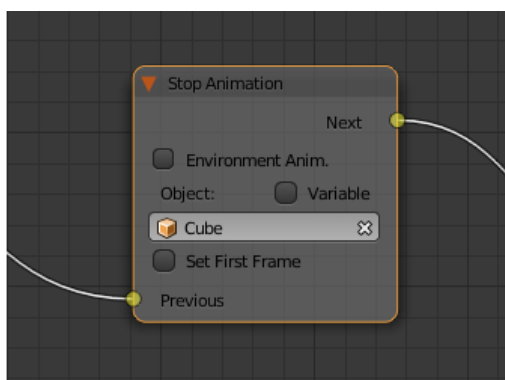 Stop Animation
Next
Environment Anim.
Object: Variable
Cube
Set First Frame
Previous